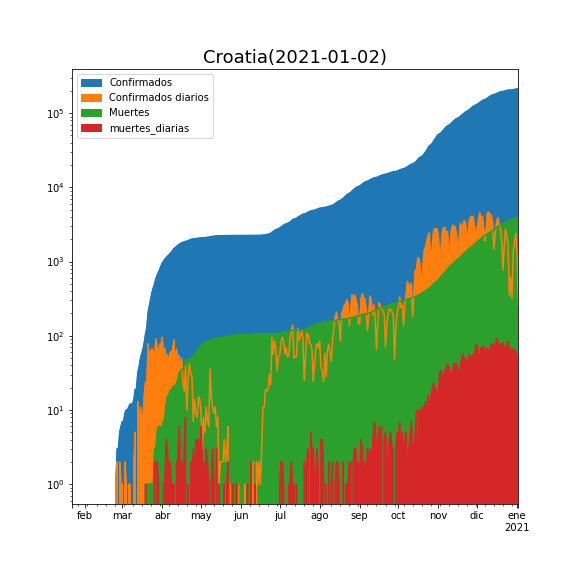 Croatia(2021-01-02)
Confirmados
Confirmados diarios
Muertes
muertes_diarias
10⁵
10⁴
10³
10²
10¹
10⁰
feb mar abr may jun jul ago sep oct nov dic ene
2021